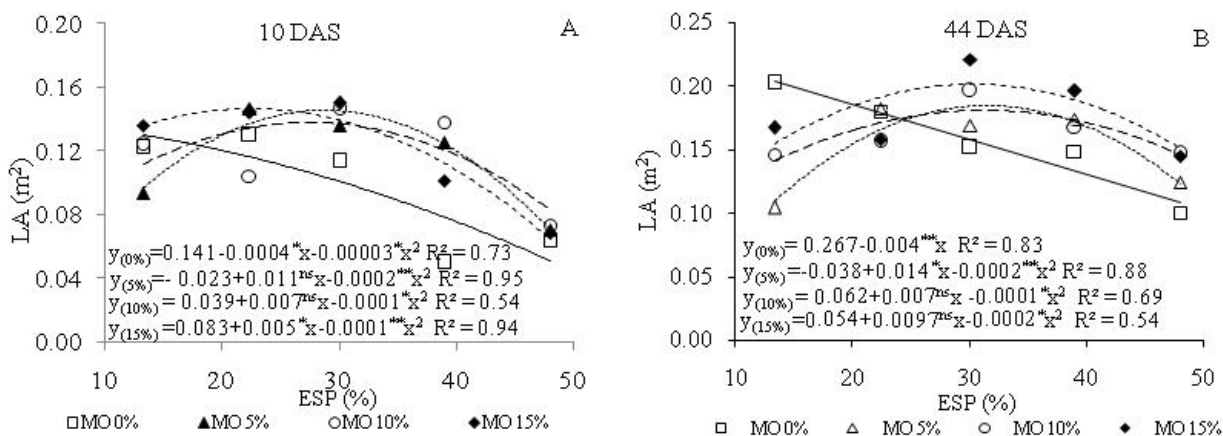 10 DAS
A
LA (m²)
0.20
0.16
0.12
0.08
0.04
0.00
y(0%)=0.141-0.0004*x-0.00003*x² R² = 0.73
y(5%)=- 0.023+0.011nsx-0.0002**x² R² = 0.95
y(10%) = 0.039+0.007nsx-0.0001*x² R² = 0.54
y(15%)=0.083+0.005*x-0.0001**x² R² = 0.94
10 20 30 40 50
ESP (%)
MO 0% MO 5% MO 10% MO 15%
44 DAS
B
LA (m²)
0.25
0.20
0.15
0.10
0.05
0.00
y(0%)= 0.267-0.004**x R² = 0.83
y(5%)=-0.038+0.014*x-0.0002**x² R² = 0.88
y(10%)= 0.062+0.007nsx -0.0001*x² R² = 0.69
y(15%)=0.054+0.0097nsx-0.0002*x² R² = 0.54
10 20 30 40 50
ESP (%)
MO 0% MO 5% MO 10% MO 15%